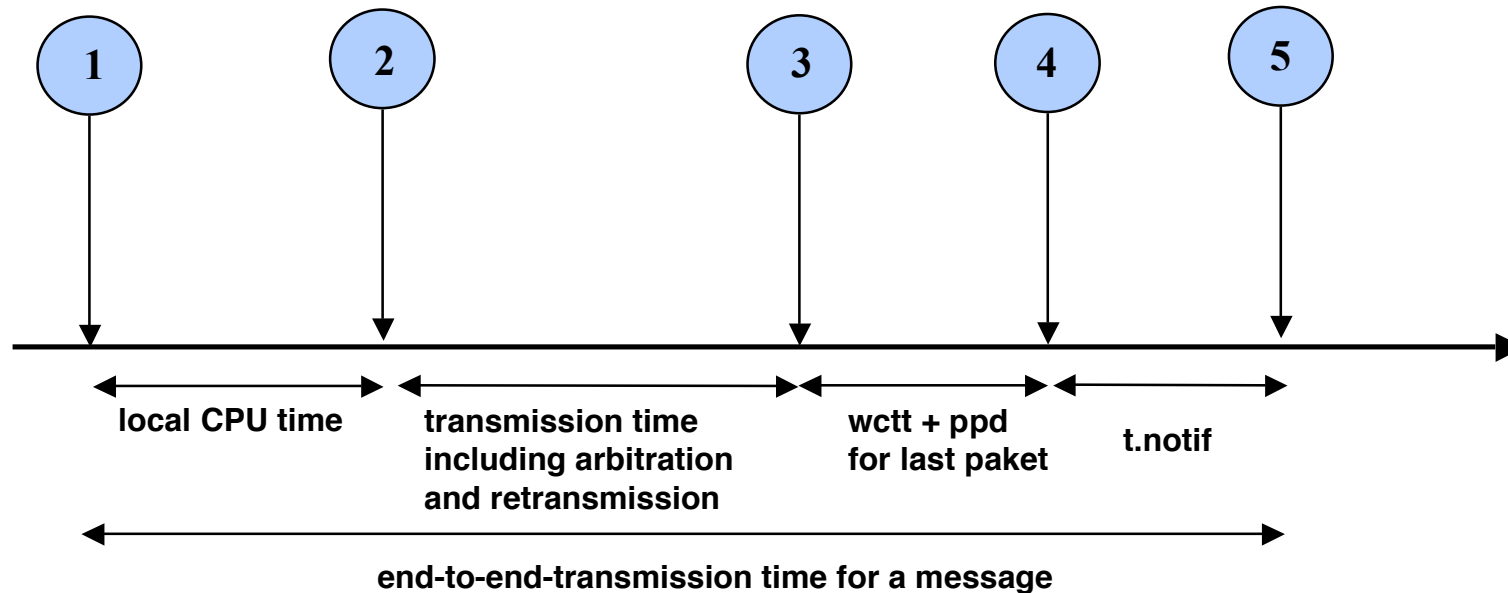 1 2 3 4 5
local CPU time
transmission time
including arbitration
and retransmission
wctt + ppd
for last paket
t.notif
end-to-end-transmission time for a message